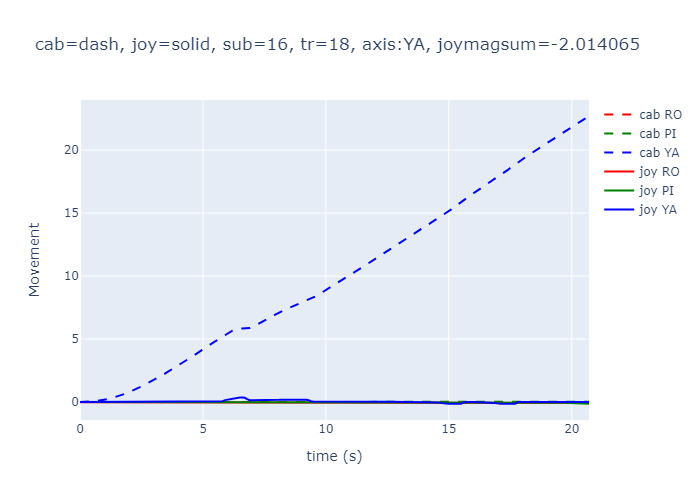 cab=dash, joy=solid, sub=16, tr=18, axis:YA, joymagsum=-2.014065
cab RO
cab PI
cab YA
joy RO
joy PI
joy YA
Movement
20
15
10
5
0
0
5
10
15
20
time (s)